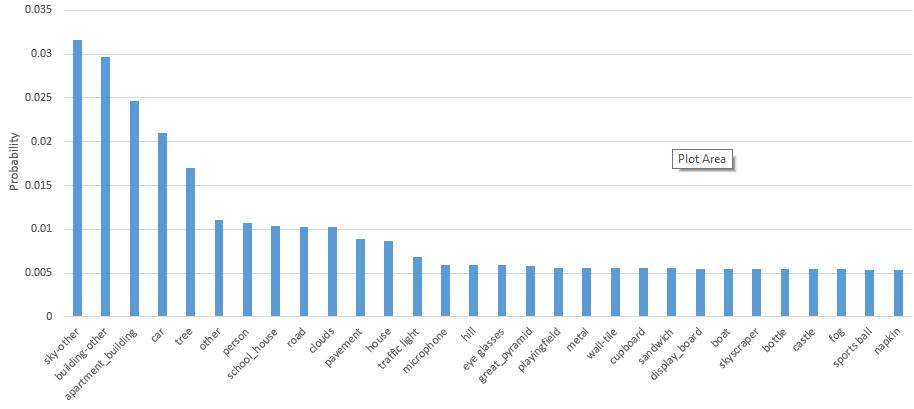 0.035
0.03
0.025
0.02
0.015
0.01
0.005
0
Probability
Plot Area
sky-other
building-other
apartment_building
car
tree
other
person
school_house
road
clouds
pavement
house
traffic light
microphone
hill
eye glasses
great_pyramid
playingfield
metal
wall-tile
cupboard
sandwich
display_board
boat
skyscraper
bottle
castle
fog
sports ball
napkin